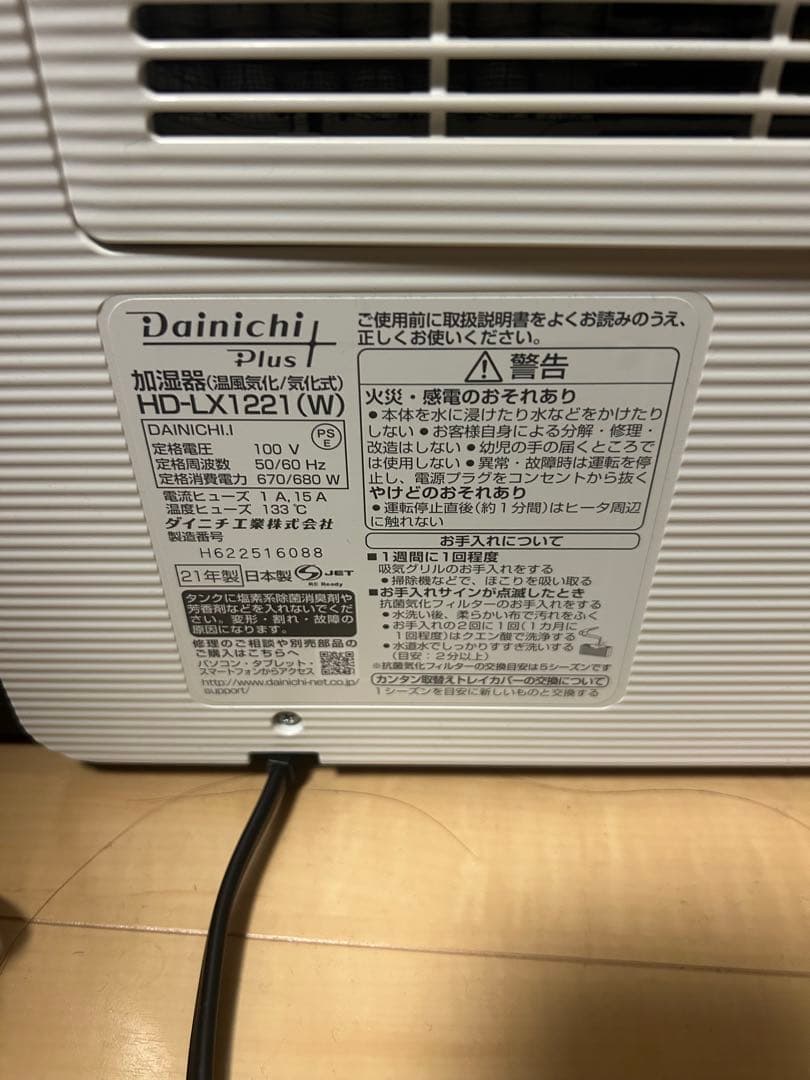 Dainichi
Plus
加湿器(温風気化/気化式)
HD-LX1221(W)
DAINICHI.I
PS
E
定格電圧 100 V
定格周波数 50/60 Hz
定格消費電力 670/680 W
電流ヒューズ 1 A,15 A
温度ヒューズ 133℃
ダイニチ工業株式会社
製造番号
H622516088
21年製 日本製 JET
RE Ready
タンクに塩素系除菌消臭剤や
芳香剤などを入れないでくだ
さい。変形・割れ・故障の
原因になります。
修理のご相談や別売部品の
ご購入はこちらへ
パソコン・タブレット・
スマートフォンからアクセス
http://www.dainichi-net.co.jp/
support/
ご使用前に取扱説明書をよくお読みのうえ、
正しくお使いください。
警告
火災・感電のおそれあり
●本体を水に浸けたり水などをかけたり
しない ●お客様自身による分解・修理・
改造はしない ●幼児の手の届くところで
は使用しない ●異常・故障時は運転を停
止し、電源プラグをコンセントから抜く
やけどのおそれあり
●運転停止直後(約1分間)はヒータ周辺
に触れない
お手入れについて
■1週間に1回程度
吸気グリルのお手入れをする
●掃除機などで、ほこりを吸い取る
■お手入れサインが点滅したとき
抗菌気化フィルターのお手入れをする
●水洗い後、柔らかい布で汚れをふく
●お手入れの2回に1回(1カ月に
1回程度)はクエン酸で洗浄する
●水道水でしっかりすすぎ洗いする
(目安:2分以上)
※抗菌気化フィルターの交換目安は5シーズンです
カンタン取替えトレイカバーの交換について
1シーズンを目安に新しいものと交換する